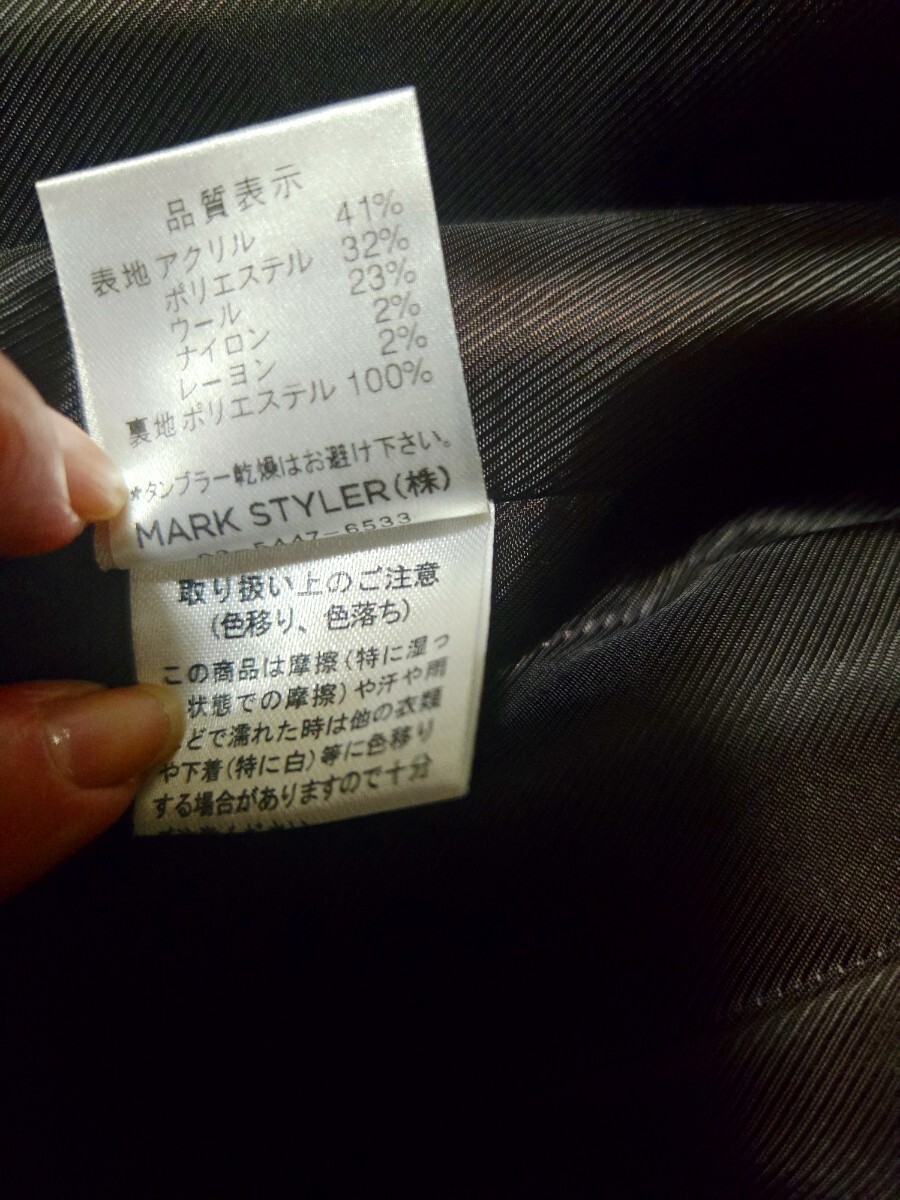 品質表示
表地 アクリル 41%
ポリエステル 32%
ウール 23%
ナイロン 2%
レーヨン 2%
裏地 ポリエステル 100%
*タンブラー乾燥はお避け下さい。
MARK STYLER(株)
03-5447-6533
取り扱い上のご注意
(色移り、色落ち)
この商品は摩擦(特に湿っ
状態での摩擦)や汗や雨
どで濡れた時は他の衣類
や下着(特に白)等に色移り
する場合がありますので十分